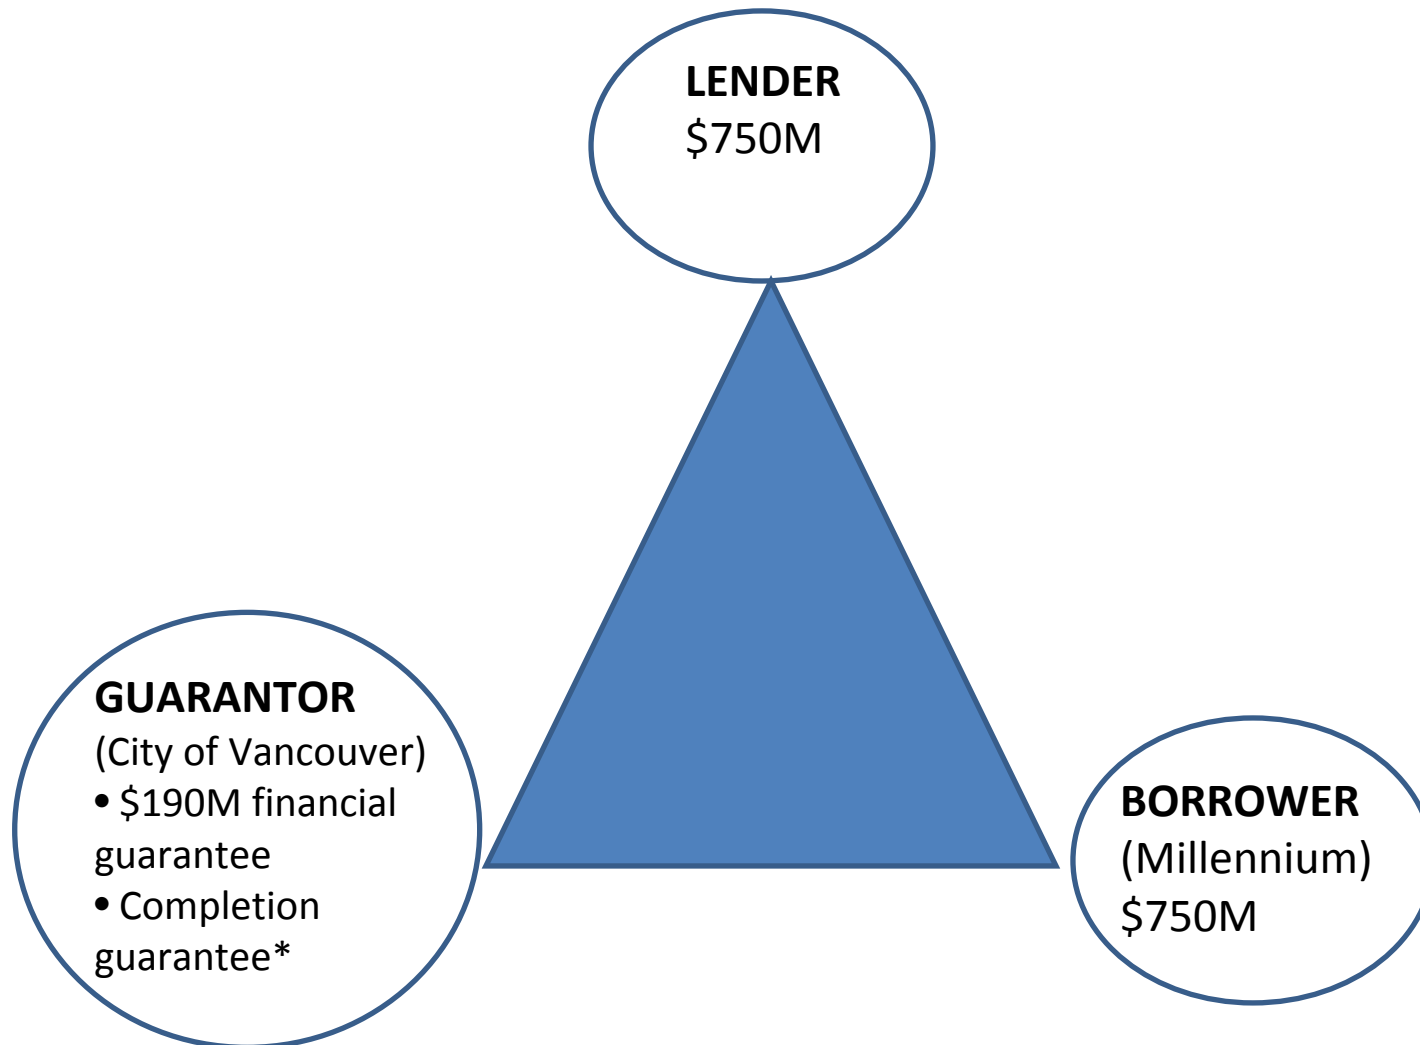 LENDER
$750M
GUARANTOR
(City of Vancouver)
• $190M financial
guarantee
• Completion
guarantee*
BORROWER
(Millennium)
$750M